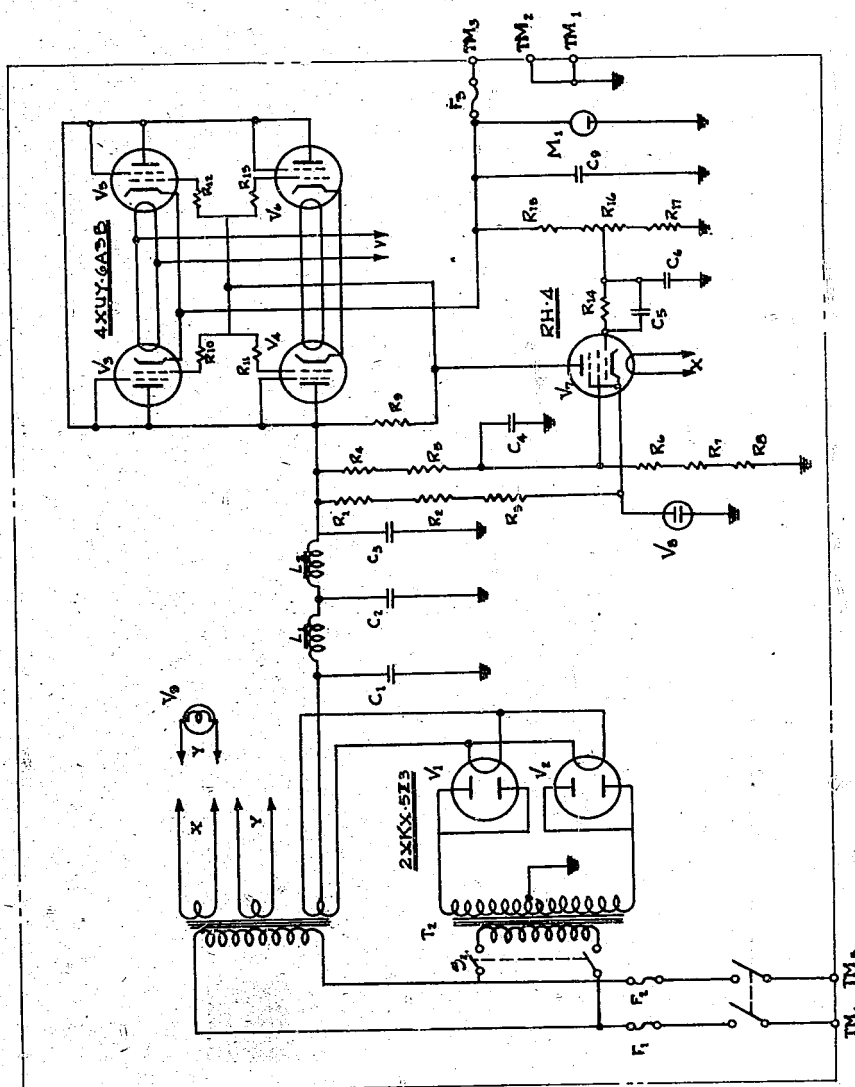 4XUY-6A3B
V5
V6
R12
R13
V3
V4
R10
R11
Y
TM3
TM2
TM1
F3
M1
C9
R15
R16
R17
RH-4
R14
C6
C5
V7
X
R9
C4
R4
R5
R6
R7
R8
R1
R2
R3
V8
L2
L1
C3
C2
C1
V9
Y
X
Y
2XKX-5Z3
V1
V2
T2
F2
F1